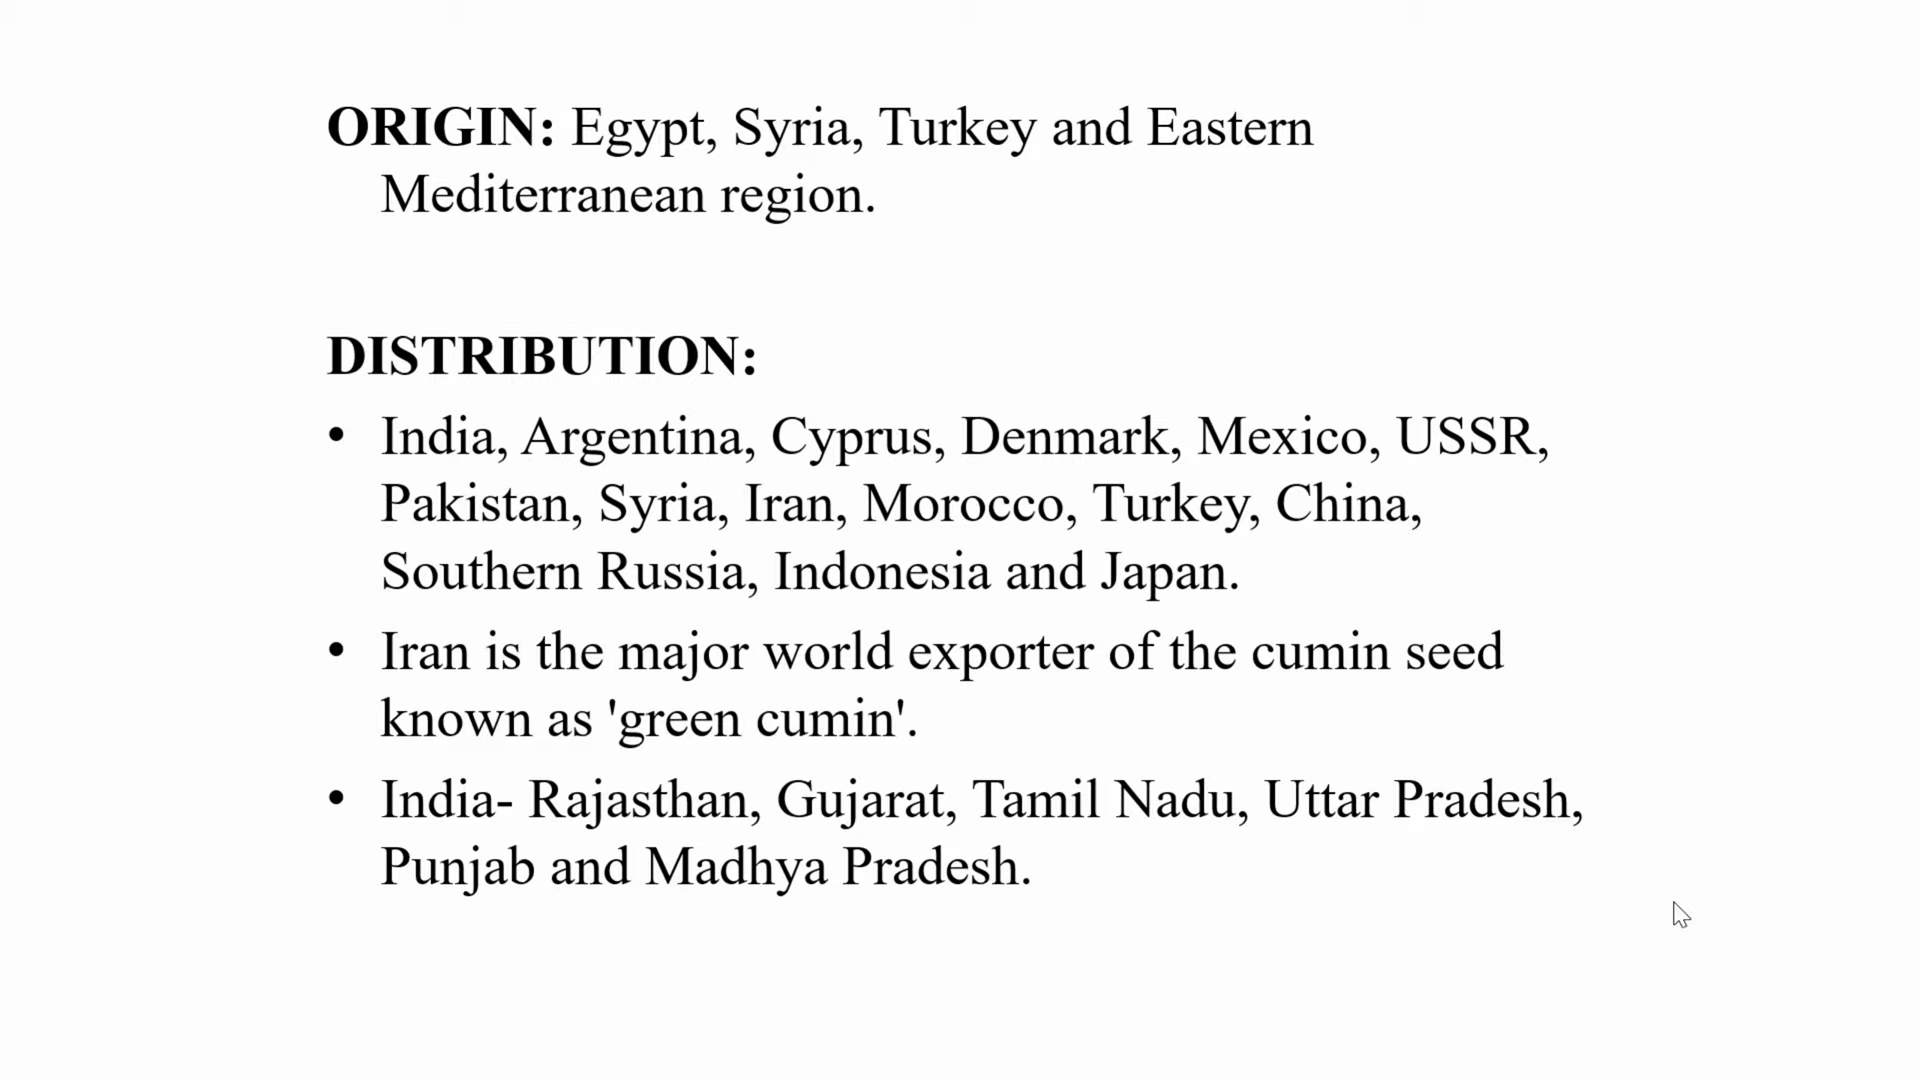 ORIGIN: Egypt, Syria, Turkey and Eastern
Mediterranean region.
DISTRIBUTION:
• India, Argentina, Cyprus, Denmark, Mexico, USSR,
Pakistan, Syria, Iran, Morocco, Turkey, China,
Southern Russia, Indonesia and Japan.
• Iran is the major world exporter of the cumin seed
known as 'green cumin'.
• India- Rajasthan, Gujarat, Tamil Nadu, Uttar Pradesh,
Punjab and Madhya Pradesh.